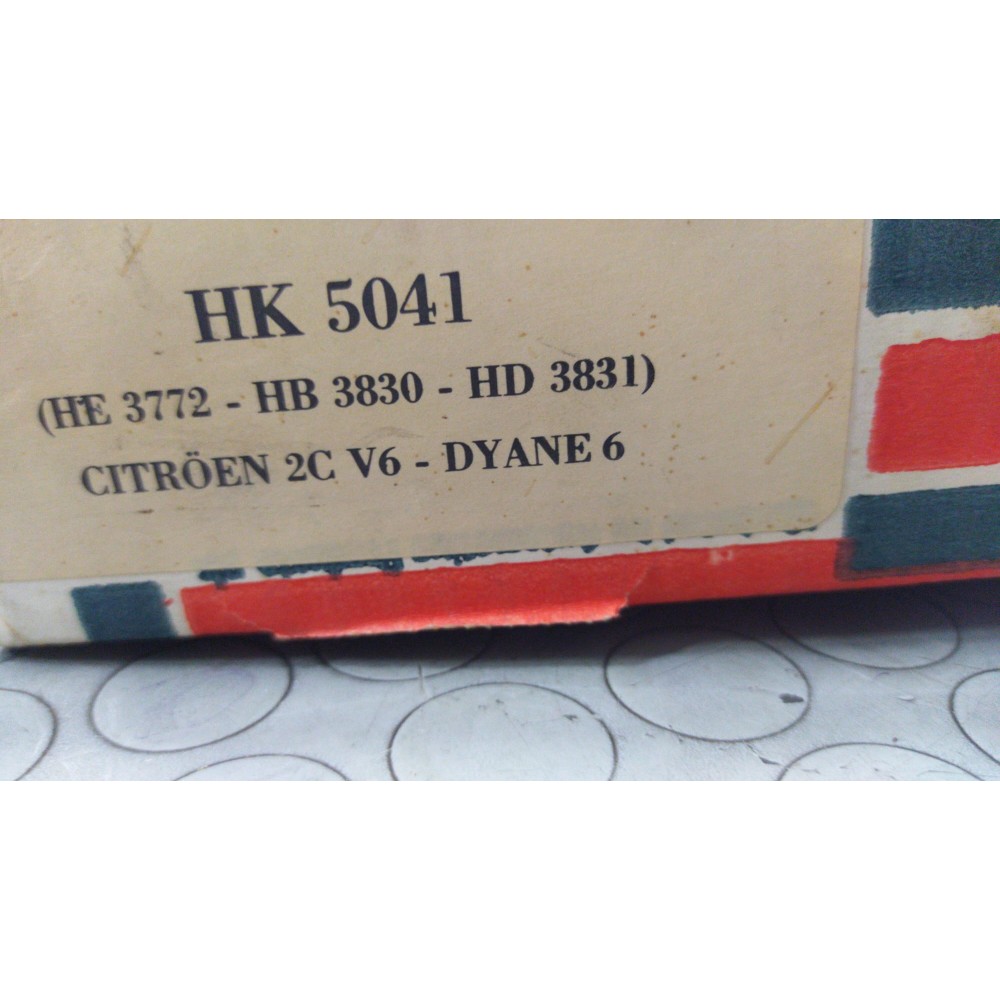 HK 5041
(HE 3772 - HB 3830 - HD 3831)
CITRÖEN 2C V6 - DYANE 6